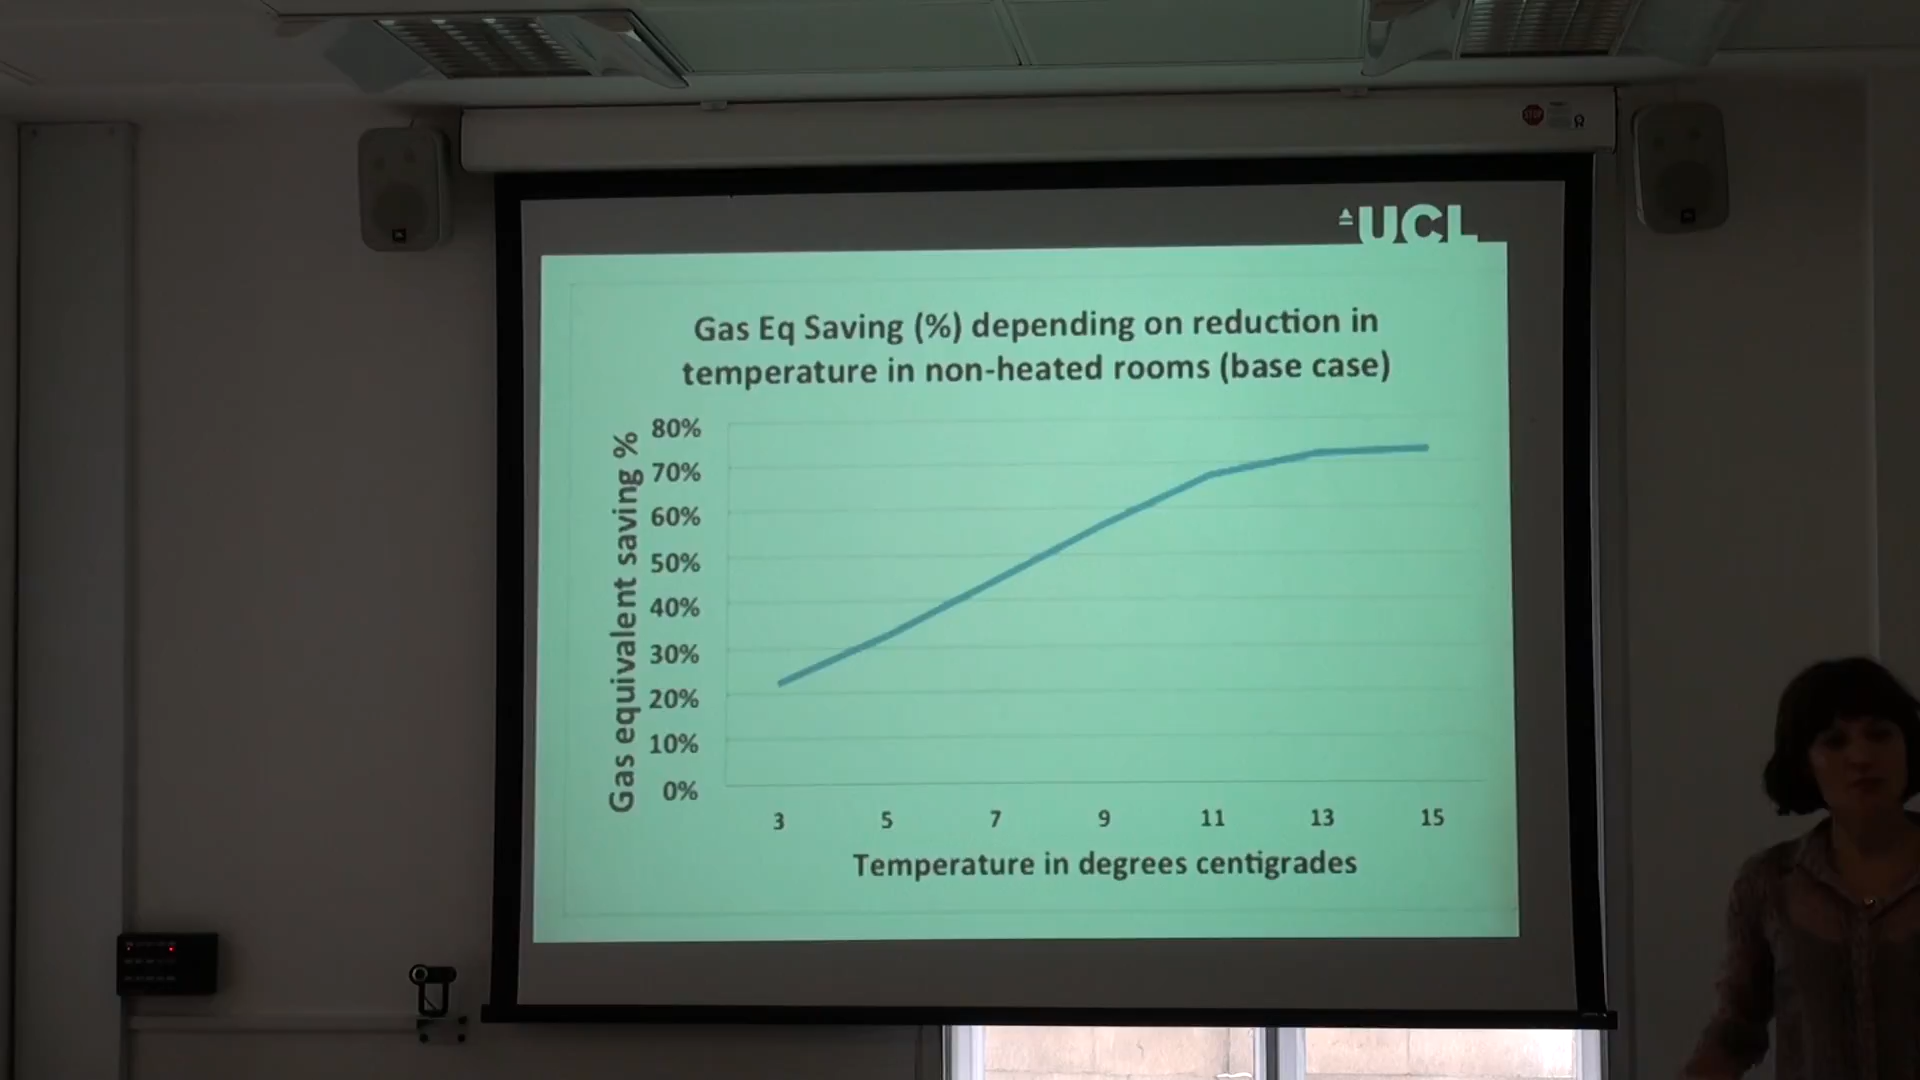 STOP
UCL
Gas Eq Saving (%) depending on reduction in
temperature in non-heated rooms (base case)
Gas equivalent saving %
80%
70%
60%
50%
40%
30%
20%
10%
0%
3 5 7 9 11 13 15
Temperature in degrees centigrades